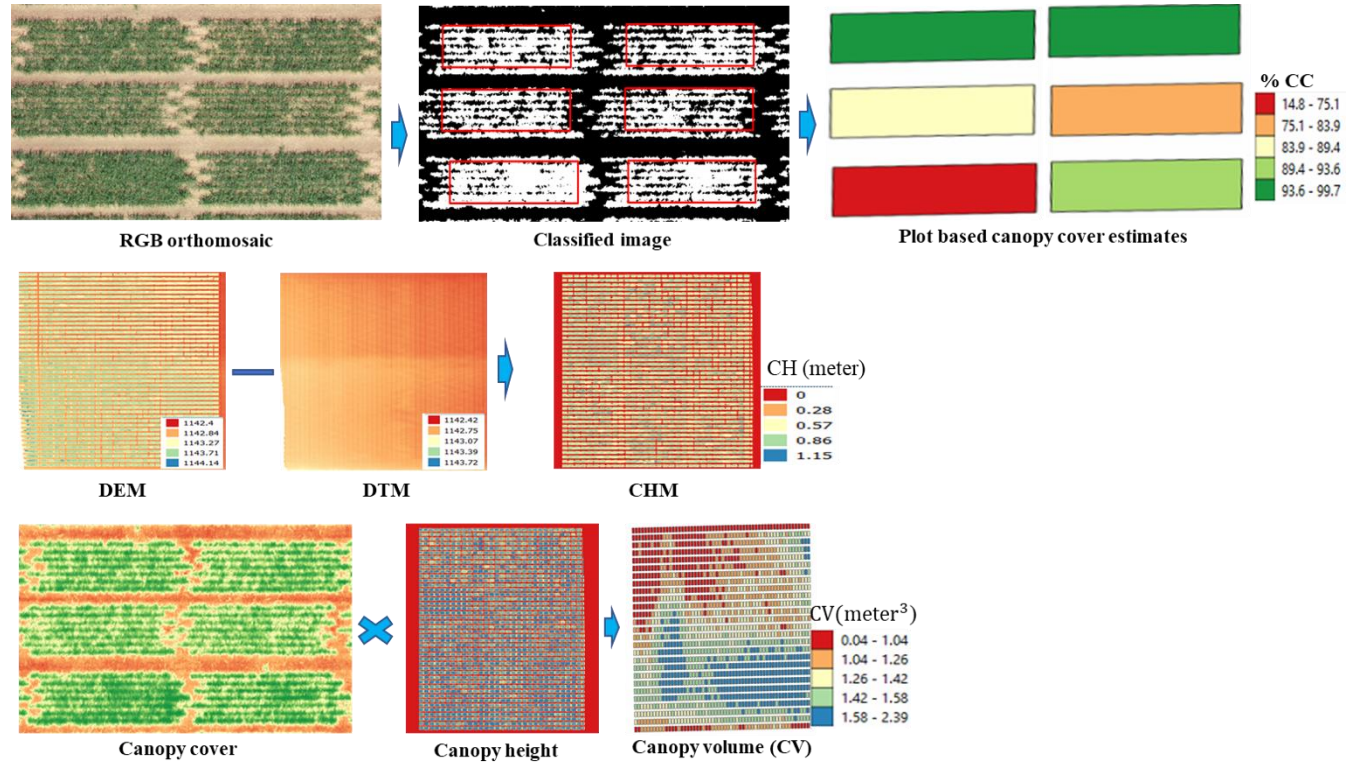 % CC
14.8 - 75.1
75.1 - 83.9
83.9 - 89.4
89.4 - 93.6
93.6 - 99.7
RGB orthomosaic
Classified image
Plot based canopy cover estimates
1142.4
1142.84
1143.27
1143.71
1144.14
1142.42
1142.75
1143.07
1143.39
1143.72
CH (meter)
0
0.28
0.57
0.86
1.15
DEM
DTM
CHM
CV(meter³)
0.04 - 1.04
1.04 - 1.26
1.26 - 1.42
1.42 - 1.58
1.58 - 2.39
Canopy cover
Canopy height
Canopy volume (CV)